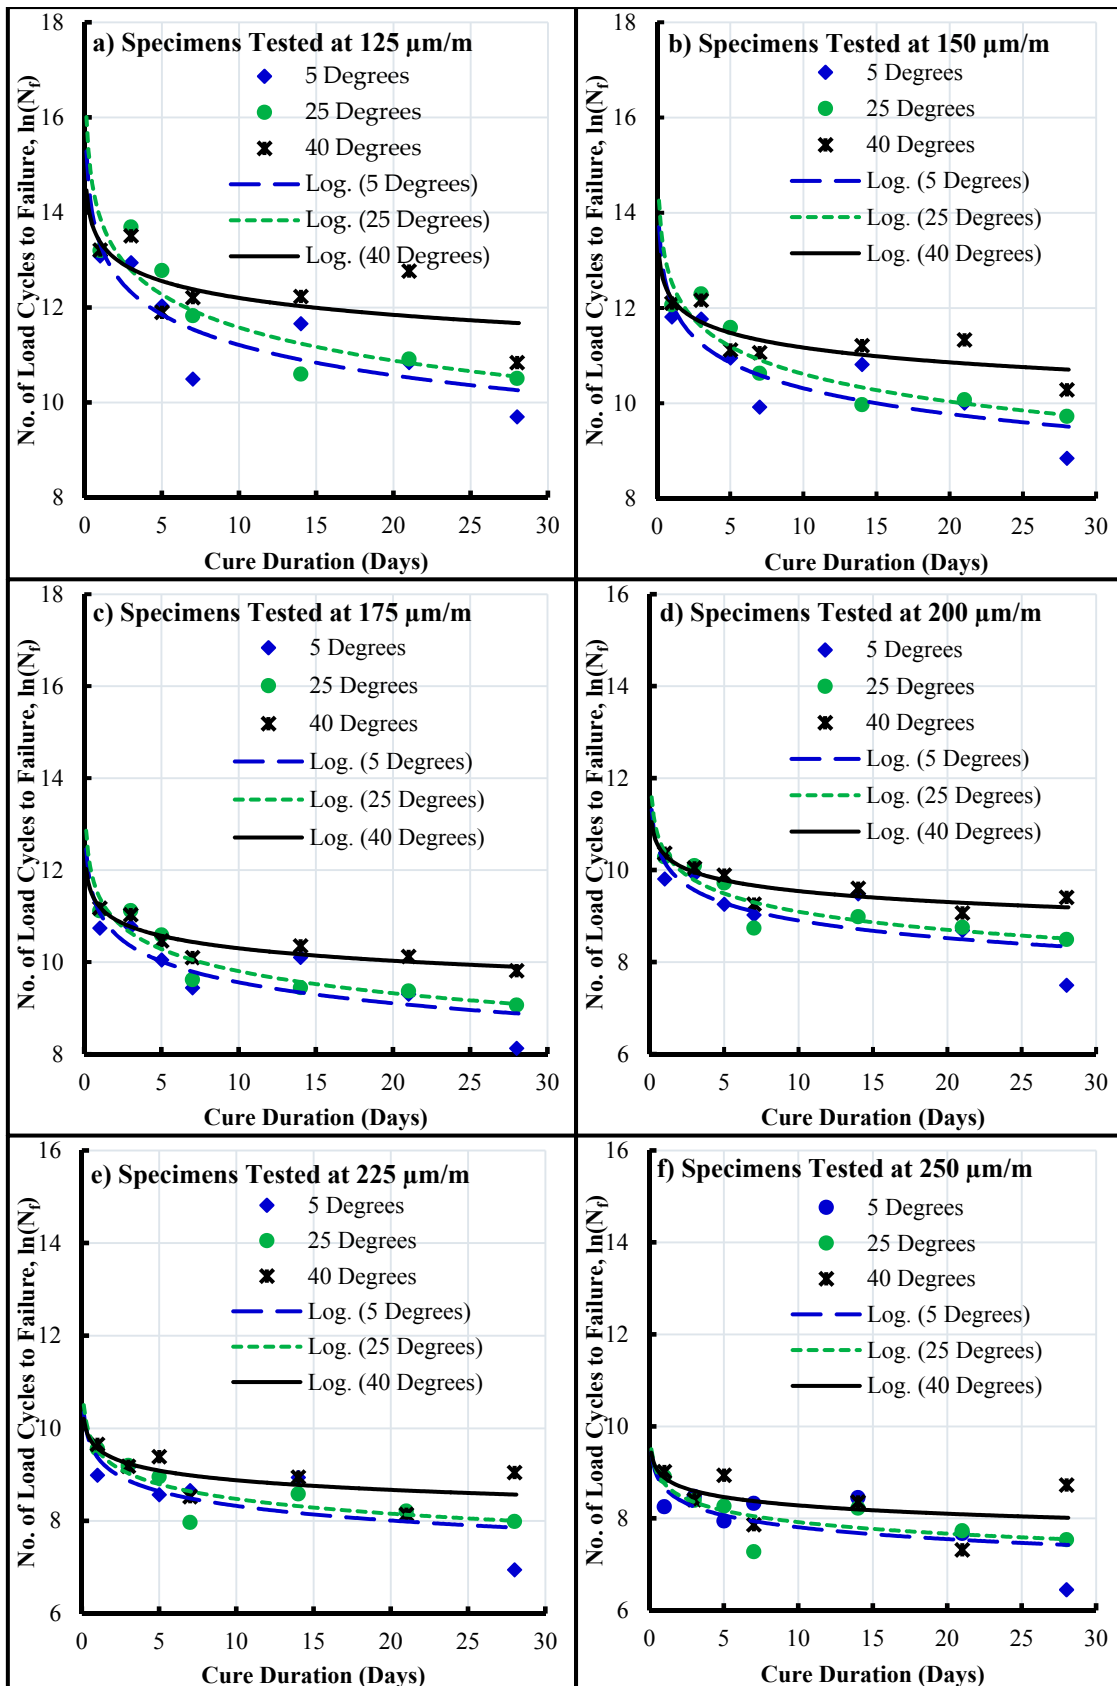 a) Specimens Tested at 125 µm/m
5 Degrees
25 Degrees
40 Degrees
Log. (5 Degrees)
Log. (25 Degrees)
Log. (40 Degrees)
No. of Load Cycles to Failure, ln(Nf)
18
16
14
12
10
8
0 5 10 15 20 25 30
Cure Duration (Days)
b) Specimens Tested at 150 µm/m
5 Degrees
25 Degrees
40 Degrees
Log. (5 Degrees)
Log. (25 Degrees)
Log. (40 Degrees)
No. of Load Cycles to Failure, ln(Nf)
18
16
14
12
10
8
0 5 10 15 20 25 30
Cure Duration (Days)
c) Specimens Tested at 175 µm/m
5 Degrees
25 Degrees
40 Degrees
Log. (5 Degrees)
Log. (25 Degrees)
Log. (40 Degrees)
No. of Load Cycles to Failure, ln(Nf)
18
16
14
12
10
8
0 5 10 15 20 25 30
Cure Duration (Days)
d) Specimens Tested at 200 µm/m
5 Degrees
25 Degrees
40 Degrees
Log. (5 Degrees)
Log. (25 Degrees)
Log. (40 Degrees)
No. of Load Cycles to Failure, ln(Nf)
16
14
12
10
8
6
0 5 10 15 20 25 30
Cure Duration (Days)
e) Specimens Tested at 225 µm/m
5 Degrees
25 Degrees
40 Degrees
Log. (5 Degrees)
Log. (25 Degrees)
Log. (40 Degrees)
No. of Load Cycles to Failure, ln(Nf)
16
14
12
10
8
6
0 5 10 15 20 25 30
Cure Duration (Days)
f) Specimens Tested at 250 µm/m
5 Degrees
25 Degrees
40 Degrees
Log. (5 Degrees)
Log. (25 Degrees)
Log. (40 Degrees)
No. of Load Cycles to Failure, ln(Nf)
16
14
12
10
8
6
0 5 10 15 20 25 30
Cure Duration (Days)